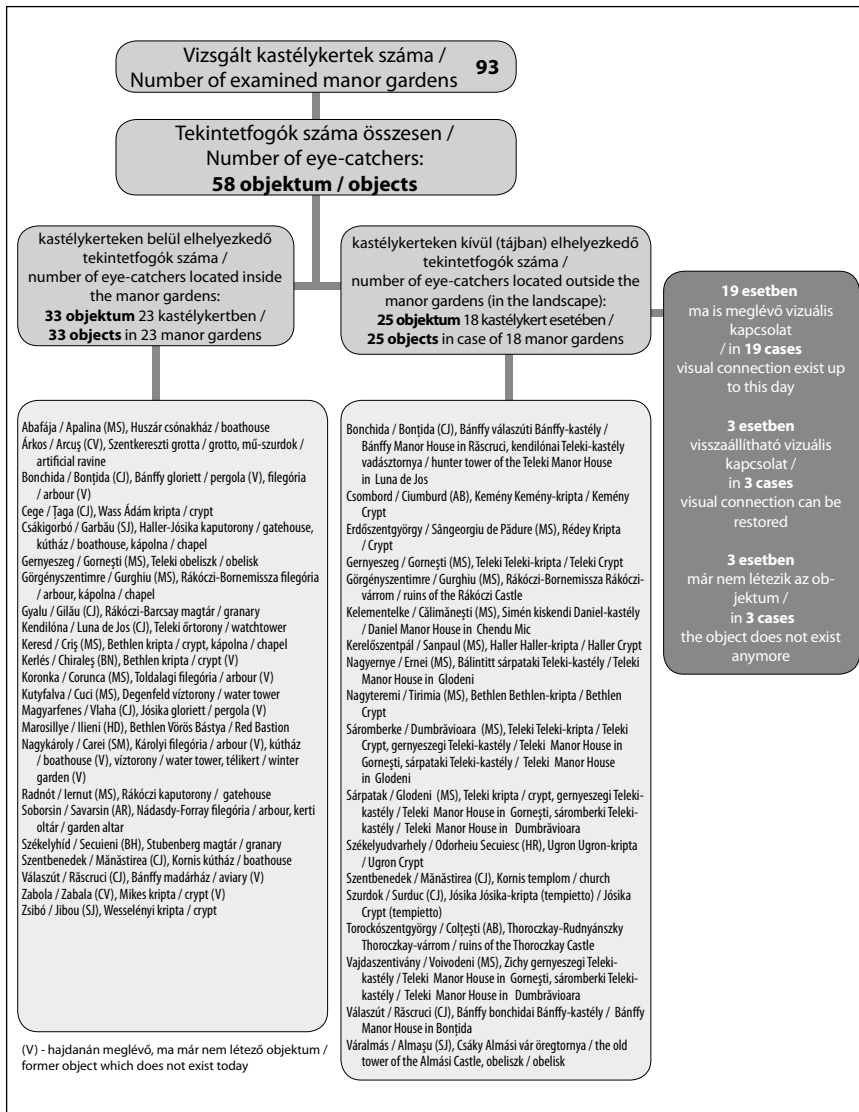 Vizsgált kastélykertek száma /
Number of examined manor gardens 93
Tekintetfogók száma összesen /
Number of eye-catchers:
58 objektum / objects
kastélykerteken belül elhelyezkedő
tekintetfogók száma /
number of eye-catchers located inside
the manor gardens:
33 objektum 23 kastélykertben /
33 objects in 23 manor gardens
kastélykerteken kívül (tájban) elhelyezkedő
tekintetfogók száma /
number of eye-catchers located outside the
manor gardens (in the landscape):
25 objektum 18 kastélykert esetében /
25 objects in case of 18 manor gardens
19 esetben
ma is meglévő vizuális
kapcsolat
/ in 19 cases
visual connection exist up
to this day
3 esetben
visszaállítható vizuális
kapcsolat /
in 3 cases
visual connection can be
restored
3 esetben
már nem létezik az ob-
jektum /
in 3 cases
the object does not exist
anymore
Abafája / Apalina (MS), Huszár csónakház / boathouse
Árkos / Arcuş (CV), Szentkereszti grotta / grotto, mű-szurdok /
artificial ravine
Bonchida / Bonţida (CJ), Bánffy gloriett / pergola (V), filegória
/ arbour (V)
Cege / Ţaga (CJ), Wass Ádám kripta / crypt
Csákigorbó / Garbău (SJ), Haller-Jósika kaputorony / gatehouse,
kútház / boathouse, kápolna / chapel
Gernyeszeg / Gorneşti (MS), Teleki obeliszk / obelisk
Görgényszentimre / Gurghiu (MS), Rákóczi-Bornemissza filegória
/ arbour, kápolna / chapel
Gyalu / Gilău (CJ), Rákóczi-Barcsay magtár / granary
Kendilóna / Luna de Jos (CJ), Teleki őrtorony / watchtower
Keresd / Criş (MS), Bethlen kripta / crypt, kápolna / chapel
Kerlés / Chiraleş (BN), Bethlen kripta / crypt (V)
Koronka / Corunca (MS), Toldalagi filegória / arbour (V)
Kutyfalva / Cuci (MS), Degenfeld víztorony / water tower
Magyarfenes / Vlaha (CJ), Jósika gloriett / pergola (V)
Marosillye / Ilieni (HD), Bethlen Vörös Bástya / Red Bastion
Nagykároly / Carei (SM), Károlyi filegória / arbour (V), kútház
/ boathouse (V), víztorony / water tower, télikert / winter
garden (V)
Radnót / Iernut (MS), Rákóczi kaputorony / gatehouse
Soborsin / Savarsin (AR), Nádasdy-Forray filegória / arbour, kerti
oltár / garden altar
Székelyhíd / Secuieni (BH), Stubenberg magtár / granary
Szentbenedek / Mănăstirea (CJ), Kornis kútház / boathouse
Válaszút / Răscruci (CJ), Bánffy madárház / aviary (V)
Zabola / Zabala (CV), Mikes kripta / crypt (V)
Zsibó / Jibou (SJ), Wesselényi kripta / crypt
Bonchida / Bonţida (CJ), Bánffy válaszúti Bánffy-kastély /
Bánffy Manor House in Răscruci, kendilónai Teleki-kastély
vadásztornya / hunter tower of the Teleki Manor House
in Luna de Jos
Csombord / Ciumburd (AB), Kemény Kemény-kripta / Kemény
Crypt
Erdőszentgyörgy / Sângeorgiu de Pădure (MS), Rédey Kripta
/ Crypt
Gernyeszeg / Gorneşti (MS), Teleki Teleki-kripta / Teleki Crypt
Görgényszentimre / Gurghiu (MS), Rákóczi-Bornemissza Rákóczi-
várrom / ruins of the Rákóczi Castle
Kelementelke / Călimăneşti (MS), Simén kiskendi Daniel-kastély
/ Daniel Manor House in Chendu Mic
Kerelőszentpál / Sanpaul (MS), Haller Haller-kripta / Haller Crypt
Nagyernye / Ernei (MS), Bálintitt sárpataki Teleki-kastély / Teleki
Manor House in Glodeni
Nagyteremi / Tirimia (MS), Bethlen Bethlen-kripta / Bethlen
Crypt
Sáromberke / Dumbrăvioara (MS), Teleki Teleki-kripta / Teleki
Crypt, gernyeszegi Teleki-kastély / Teleki Manor House in
Gorneşti, sárpataki Teleki-kastély / Teleki Manor House
in Glodeni
Sárpatak / Glodeni (MS), Teleki kripta / crypt, gernyeszegi Teleki-
kastély / Teleki Manor House in Gorneşti, sáromberki Teleki-
kastély / Teleki Manor House in Dumbrăvioara
Székelyudvarhely / Odorheiu Secuiesc (HR), Ugron Ugron-kripta
/ Ugron Crypt
Szentbenedek / Mănăstirea (CJ), Kornis templom / church
Szurdok / Surduc (CJ), Jósika Jósika-kripta (tempietto) / Jósika
Crypt (tempietto)
Torockószentgyörgy / Colţeşti (AB), Thoroczkay-Rudnyánszky
Thoroczkay-várrom / ruins of the Thoroczkay Castle
Vajdaszentivány / Voivodeni (MS), Zichy gernyeszegi Teleki-
kastély / Teleki Manor House in Gorneşti, sáromberki Teleki-
kastély / Teleki Manor House in Dumbrăvioara
Válaszút / Răscruci (CJ), Bánffy bonchidai Bánffy-kastély / Bánffy
Manor House in Bonţida
Váralmás / Almaşu (SJ), Csáky Almási vár öregtornya / the old
tower of the Almási Castle, obeliszk / obelisk
(V) - hajdanán meglévő, ma már nem létező objektum /
former object which does not exist today